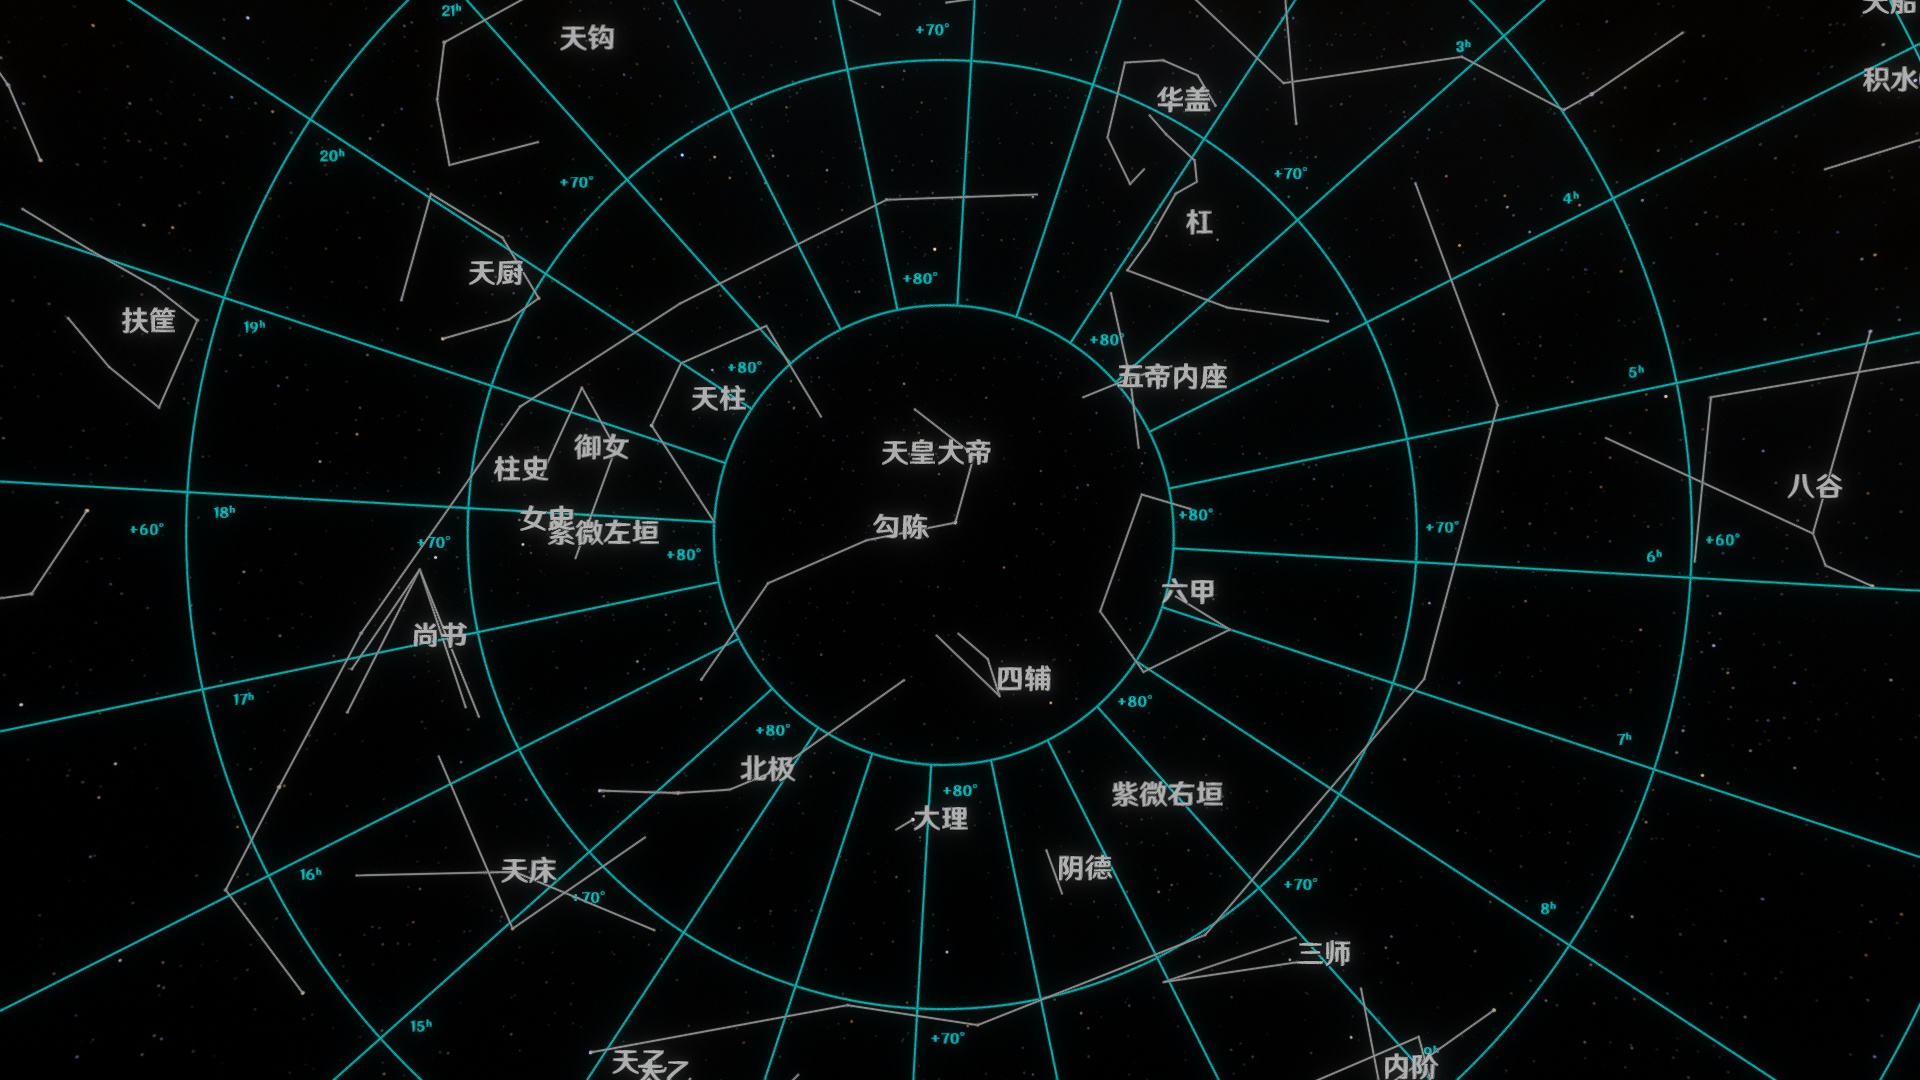 21ʰ
天钩
+70°
3ʰ
积水
华盖
20ʰ
+70°
+70°
4ʰ
杠
天厨
+80°
扶筐
19ʰ
+80°
+80°
五帝内座
5ʰ
天柱
御女
天皇大帝
柱史
八谷
18ʰ
女史
紫微左垣
勾陈
+80°
+60°
+70°
+80°
+70°
6ʰ
+60°
六甲
尚书
四辅
17ʰ
+80°
+80°
7ʰ
北极
+80°
紫微右垣
大理
16ʰ
天床
阴德
+70°
+70°
8ʰ
三师
15ʰ
+70°
9ʰ
内阶